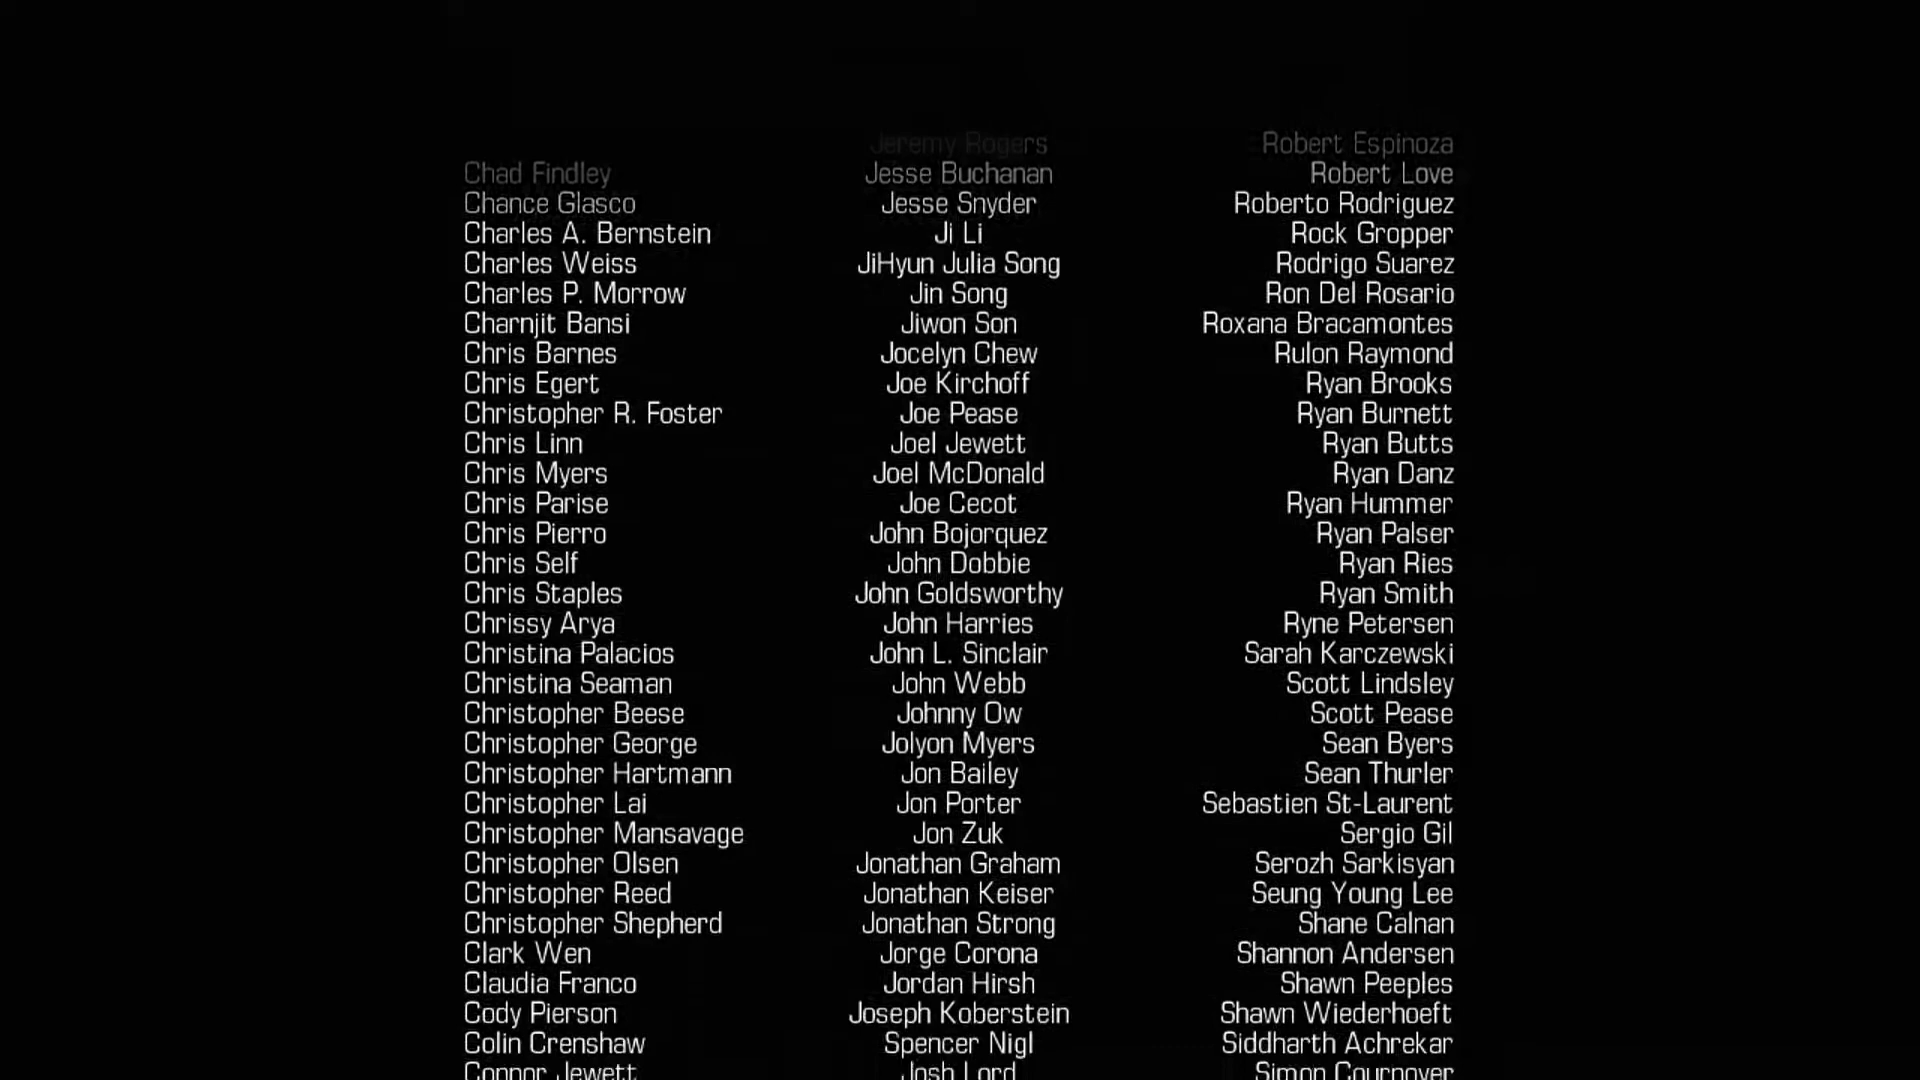 Jeremy Rogers Robert Espinoza
Chad Findley Jesse Buchanan Robert Love
Chance Glasco Jesse Snyder Roberto Rodriguez
Charles A. Bernstein Ji Li Rock Gropper
Charles Weiss JiHyun Julia Song Rodrigo Suarez
Charles P. Morrow Jin Song Ron Del Rosario
Charnjit Bansi Jiwon Son Roxana Bracamontes
Chris Barnes Jocelyn Chew Rulon Raymond
Chris Egert Joe Kirchoff Ryan Brooks
Christopher R. Foster Joe Pease Ryan Burnett
Chris Linn Joel Jewett Ryan Butts
Chris Myers Joel McDonald Ryan Danz
Chris Parise Joe Cecot Ryan Hummer
Chris Pierro John Bojorquez Ryan Palser
Chris Self John Dobbie Ryan Ries
Chris Staples John Goldsworthy Ryan Smith
Chrissy Arya John Harries Ryne Petersen
Christina Palacios John L. Sinclair Sarah Karczewski
Christina Seaman John Webb Scott Lindsley
Christopher Beese Johnny Ow Scott Pease
Christopher George Jolyon Myers Sean Byers
Christopher Hartmann Jon Bailey Sean Thurler
Christopher Lai Jon Porter Sebastien St-Laurent
Christopher Mansavage Jon Zuk Sergio Gil
Christopher Olsen Jonathan Graham Serozh Sarkisyan
Christopher Reed Jonathan Keiser Seung Young Lee
Christopher Shepherd Jonathan Strong Shane Calnan
Clark Wen Jorge Corona Shannon Andersen
Claudia Franco Jordan Hirsh Shawn Peeples
Cody Pierson Joseph Koberstein Shawn Wiederhoeft
Colin Crenshaw Spencer Nigl Siddharth Achrekar
Connor Jewett Josh Lord Simon Cournoyer